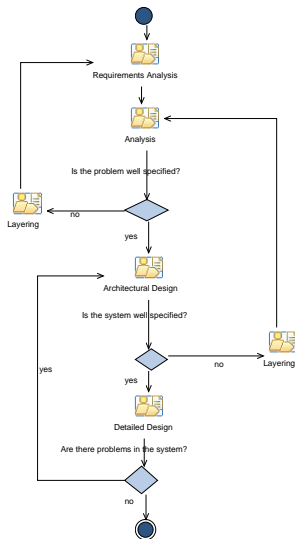 Requirements Analysis
Analysis
Is the problem well specified?
no
Layering
yes
Architectural Design
Is the system well specified?
yes
no
Layering
yes
Detailed Design
Are there problems in the system?
no